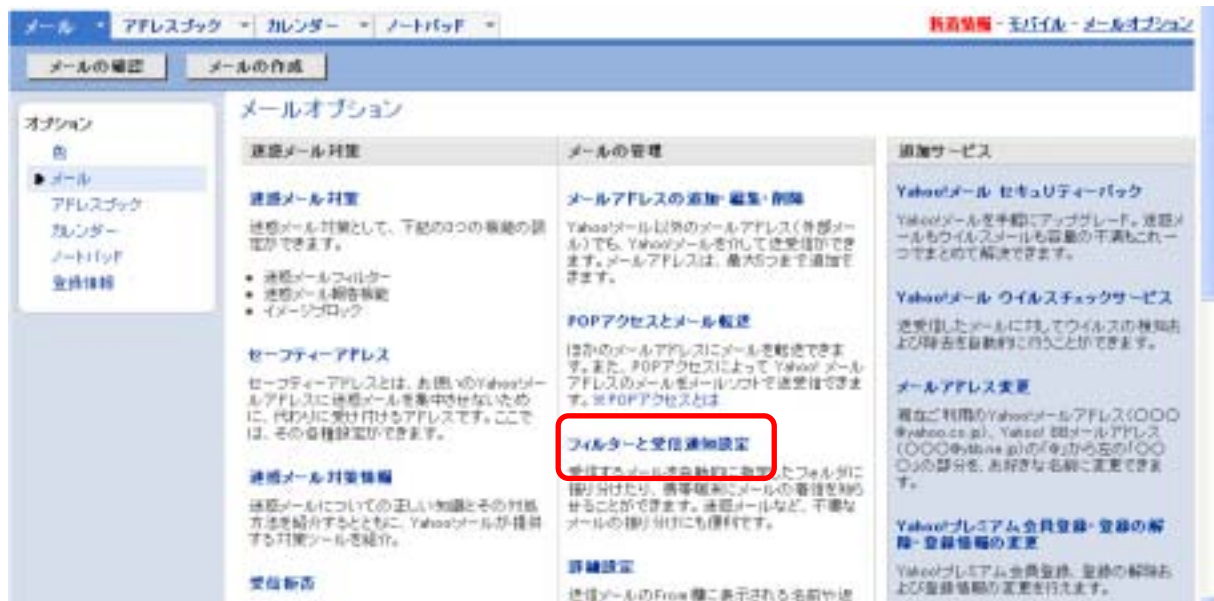 メール アドレスブック カレンダー ノートパッド
新着情報 - モバイル - メールオプション
メールの確認 メールの作成
オプション
色
メール
アドレスブック
カレンダー
ノートパッド
登録情報
メールオプション
迷惑メール対策
迷惑メール対策
迷惑メール対策として、下記の3つの機能の設
定ができます。
• 迷惑メールフィルター
• 迷惑メール報告機能
• イメージブロック
セーフティーアドレス
セーフティーアドレスとは、お使いのYahoo!メー
ルアドレスに迷惑メールを集中させないため
に、代わりに受け付けるアドレスです。ここで
は、その各種設定ができます。
迷惑メール対策情報
迷惑メールについての正しい知識とその対処
方法を紹介するとともに、Yahoo!メールが提供
する対策ツールを紹介。
受信拒否
メールの管理
メールアドレスの追加・編集・削除
Yahoo!メール以外のメールアドレス(外部メー
ル)でも、Yahoo!メールを介して送受信ができ
ます。メールアドレスは、最大5つまで追加で
きます。
POPアクセスとメール転送
ほかのメールアドレスにメールを転送できま
す。また、POPアクセスによって Yahoo! メール
アドレスのメールをメールソフトで送受信できま
す。※POPアクセスとは
フィルターと受信通知設定
受信するメールを自動的に指定したフォルダに
振り分けたり、携帯端末にメールの着信を知ら
せることができます。迷惑メールなど、不要な
メールの振り分けにも便利です。
詳細設定
送信メールのFrom 欄に表示される名前や返
追加サービス
Yahoo!メール セキュリティーパック
Yahoo!メールを手軽にアップグレード。迷惑メ
ールもウイルスメールも容量の不満もこれ一
つでまとめて解決できます。
Yahoo!メール ウイルスチェックサービス
送受信したメールに対してウイルスの検知お
よび除去を自動的に行うことができます。
メールアドレス変更
現在ご利用のYahoo!メールアドレス(〇〇〇
@yahoo.co.jp)、Yahoo! BBメールアドレス
(〇〇〇@ybb.ne.jp)の「@」から左の「〇〇
〇」の部分を、お好きな名前に変更できま
す。
Yahoo!プレミアム会員登録・登録の解
除・登録情報の変更
Yahoo!プレミアム会員登録、登録の解除お
よび登録情報の変更を行えます。